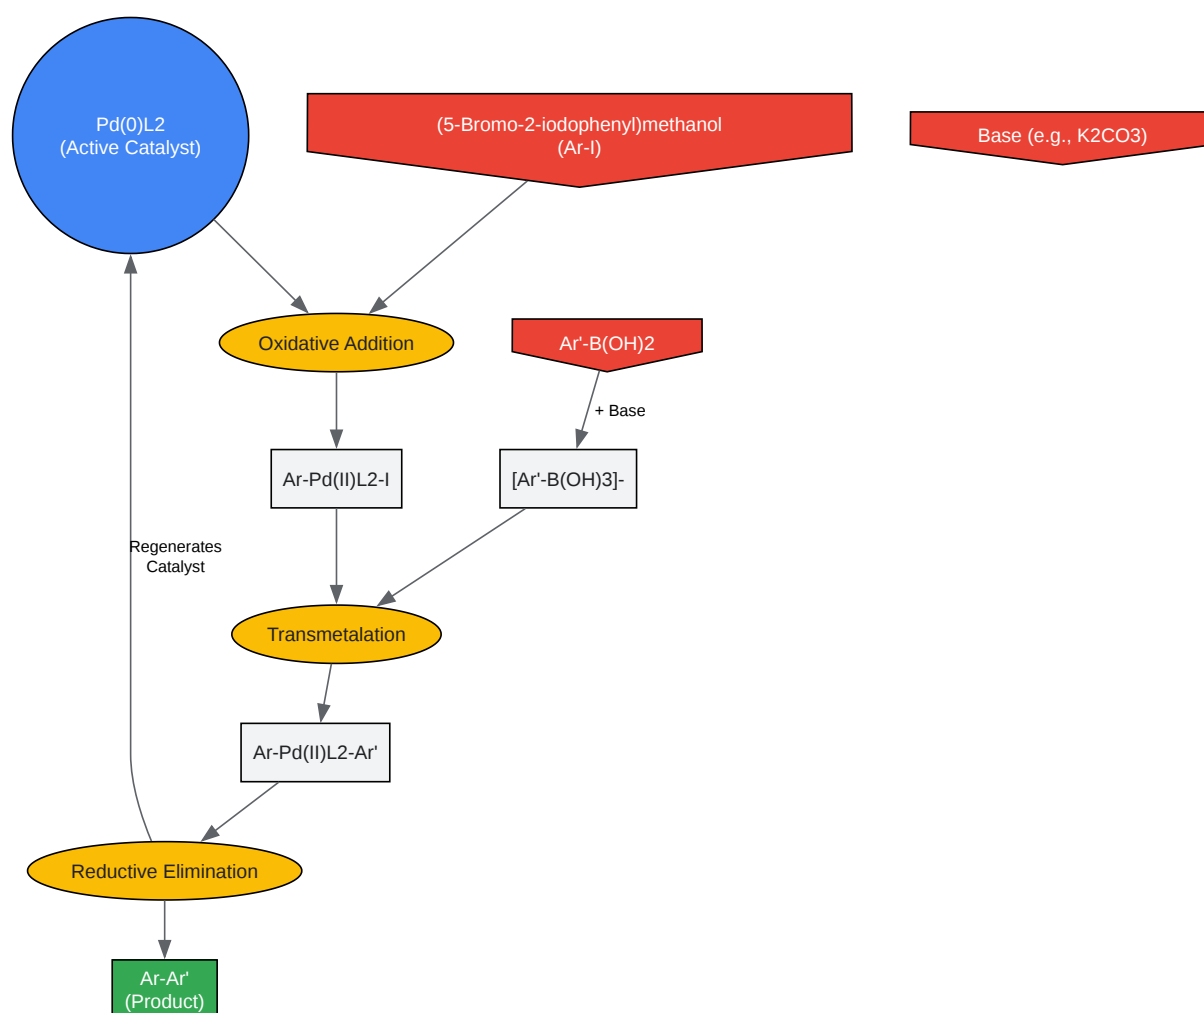 Pd(0)L2
(Active Catalyst)
(5-Bromo-2-iodophenyl)methanol
(Ar-I)
Base (e.g., K2CO3)
Oxidative Addition
Ar'-B(OH)2
+ Base
Ar-Pd(II)L2-I
[Ar'-B(OH)3]-
Regenerates
Catalyst
Transmetalation
Ar-Pd(II)L2-Ar'
Reductive Elimination
Ar-Ar'
(Product)